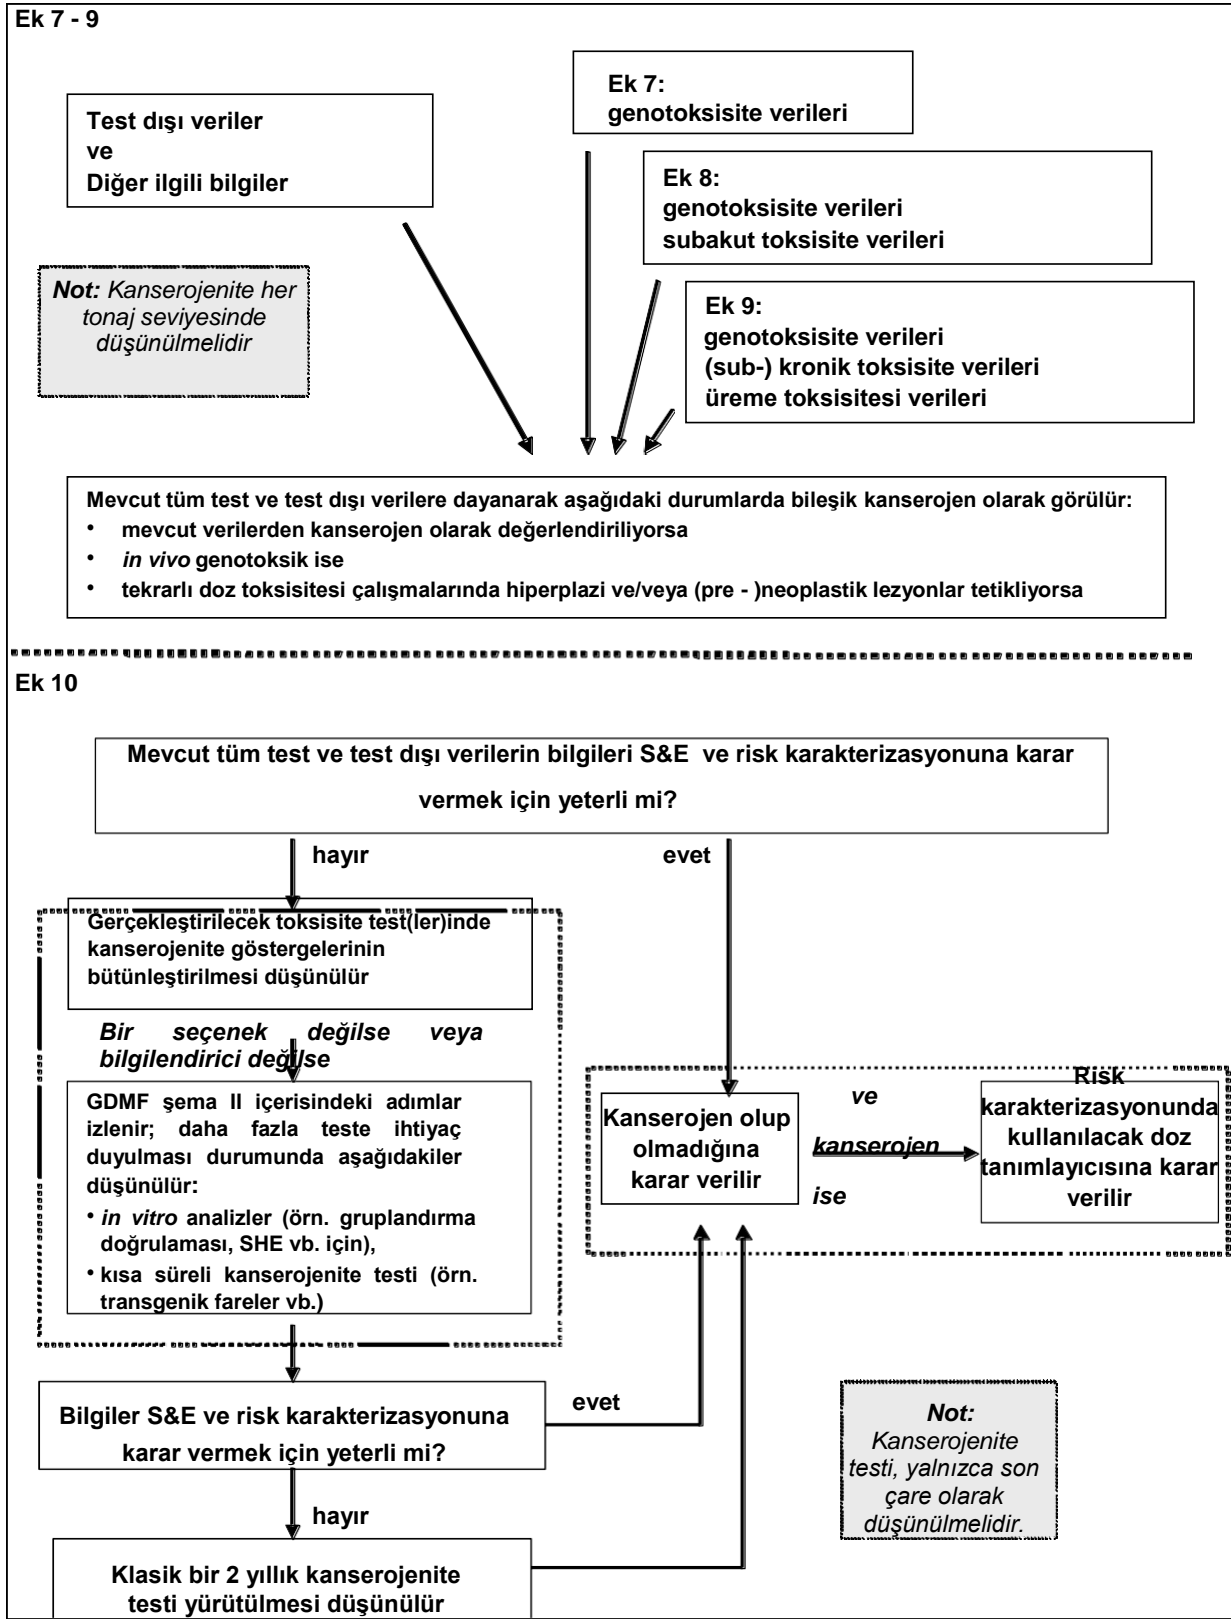 Ek 7 - 9
Test dışı veriler
ve
Diğer ilgili bilgiler
Ek 7:
genotoksisite verileri
Ek 8:
genotoksisite verileri
subakut toksisite verileri
Not: Kanserojenite her
tonaj seviyesinde
düşünülmelidir
Ek 9:
genotoksisite verileri
(sub-) kronik toksisite verileri
üreme toksisitesi verileri
Mevcut tüm test ve test dışı verilere dayanarak aşağıdaki durumlarda bileşik kanserojen olarak görülür:
• mevcut verilerden kanserojen olarak değerlendiriliyorsa
• in vivo genotoksik ise
• tekrarlı doz toksisitesi çalışmalarında hiperplazi ve/veya (pre - )neoplastik lezyonlar tetikliyorsa
Ek 10
Mevcut tüm test ve test dışı verilerin bilgileri S&E ve risk karakterizasyonuna karar
vermek için yeterli mi?
hayır
evet
Gerçekleştirilecek toksisite test(ler)inde
kanserojenite göstergelerinin
bütünleştirilmesi düşünülür
Bir seçenek değilse veya
bilgilendirici değilse
GDMF şema II içerisindeki adımlar
izlenir; daha fazla teste ihtiyaç
duyulması durumunda aşağıdakiler
düşünülür:
• in vitro analizler (örn. gruplandırma
doğrulaması, SHE vb. için),
• kısa süreli kanserojenite testi (örn.
transgenik fareler vb.)
Kanserojen olup
olmadığına
karar verilir
ve
kanserojen
ise
Risk
karakterizasyonunda
kullanılacak doz
tanımlayıcısına karar
verilir
Bilgiler S&E ve risk karakterizasyonuna
karar vermek için yeterli mi?
evet
hayır
Not:
Kanserojenite
testi, yalnızca son
çare olarak
düşünülmelidir.
Klasik bir 2 yıllık kanserojenite
testi yürütülmesi düşünülür